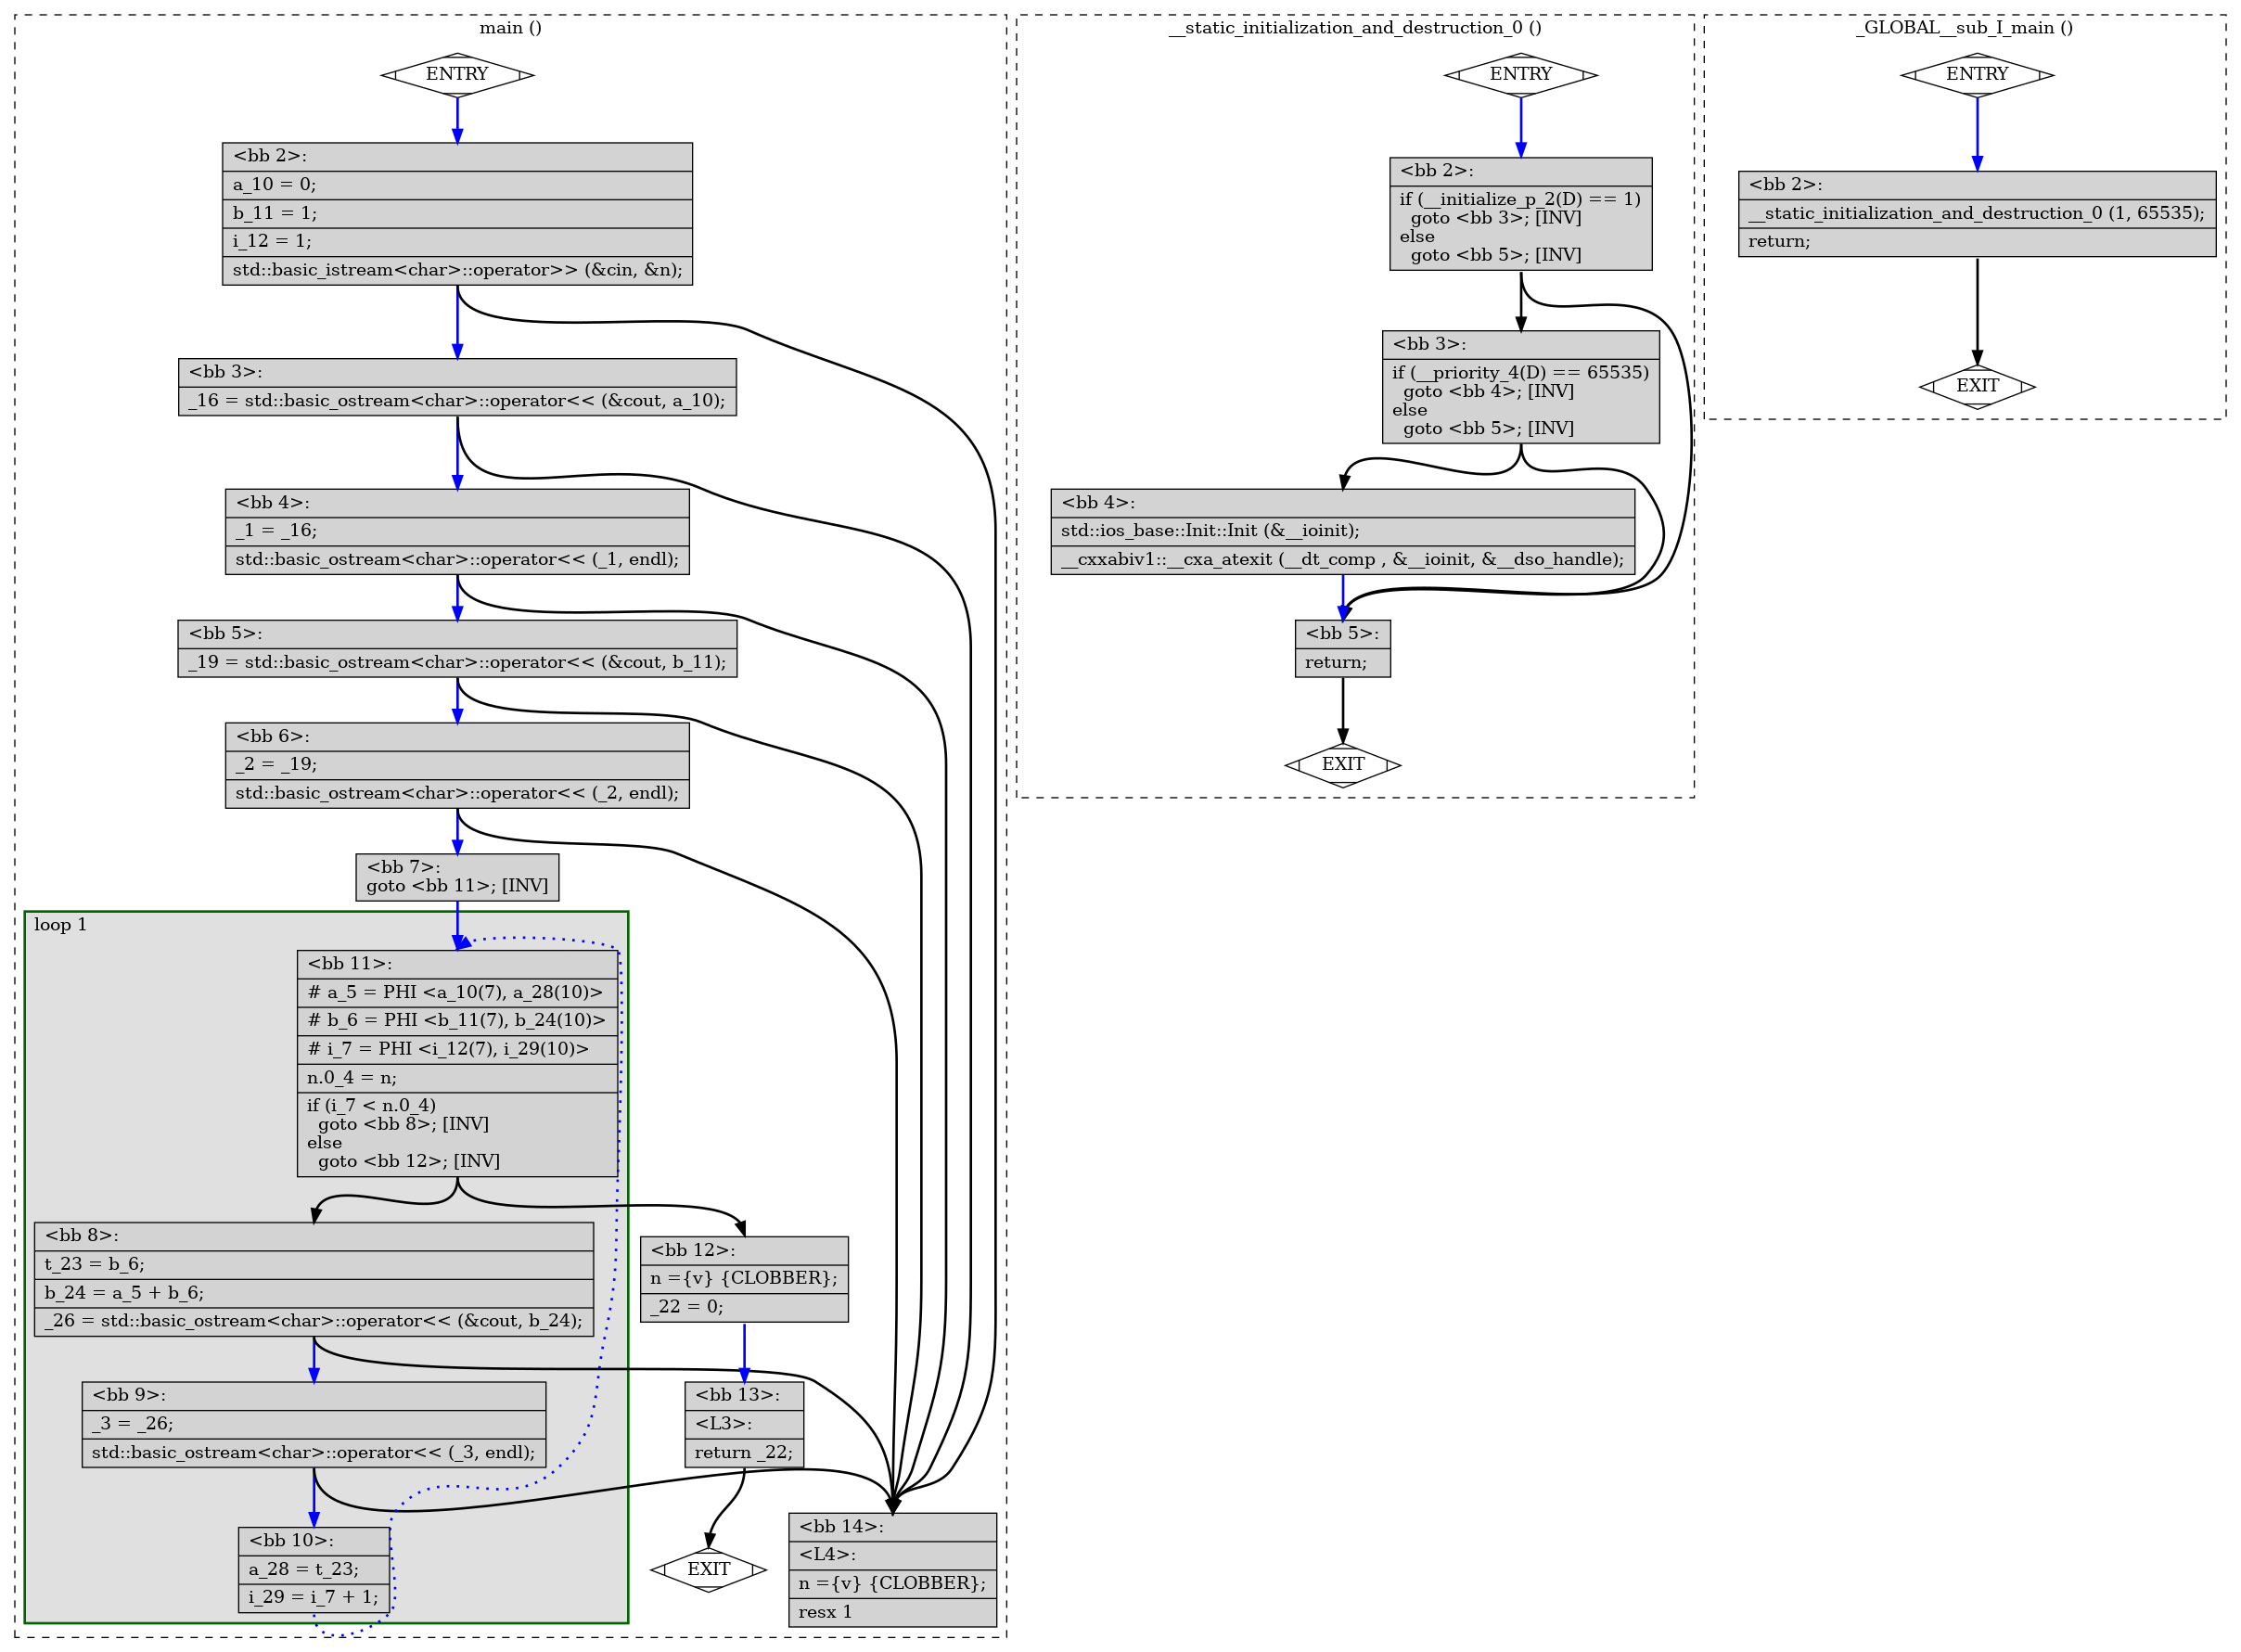 main ()
ENTRY
<bb 2>:
a_10 = 0;
b_11 = 1;
i_12 = 1;
std::basic_istream<char>::operator>> (&cin, &n);
<bb 3>:
_16 = std::basic_ostream<char>::operator<< (&cout, a_10);
<bb 4>:
_1 = _16;
std::basic_ostream<char>::operator<< (_1, endl);
<bb 5>:
_19 = std::basic_ostream<char>::operator<< (&cout, b_11);
<bb 6>:
_2 = _19;
std::basic_ostream<char>::operator<< (_2, endl);
<bb 7>:
goto <bb 11>; [INV]
loop 1
<bb 11>:
# a_5 = PHI <a_10(7), a_28(10)>
# b_6 = PHI <b_11(7), b_24(10)>
# i_7 = PHI <i_12(7), i_29(10)>
n.0_4 = n;
if (i_7 < n.0_4)
goto <bb 8>; [INV]
else
goto <bb 12>; [INV]
<bb 8>:
t_23 = b_6;
b_24 = a_5 + b_6;
_26 = std::basic_ostream<char>::operator<< (&cout, b_24);
<bb 12>:
n ={v} {CLOBBER};
_22 = 0;
<bb 9>:
_3 = _26;
std::basic_ostream<char>::operator<< (_3, endl);
<bb 13>:
<L3>:
return _22;
<bb 10>:
a_28 = t_23;
i_29 = i_7 + 1;
EXIT
<bb 14>:
<L4>:
n ={v} {CLOBBER};
resx 1
__static_initialization_and_destruction_0 ()
ENTRY
<bb 2>:
if (__initialize_p_2(D) == 1)
goto <bb 3>; [INV]
else
goto <bb 5>; [INV]
<bb 3>:
if (__priority_4(D) == 65535)
goto <bb 4>; [INV]
else
goto <bb 5>; [INV]
<bb 4>:
std::ios_base::Init::Init (&__ioinit);
__cxxabiv1::__cxa_atexit (__dt_comp , &__ioinit, &__dso_handle);
<bb 5>:
return;
EXIT
_GLOBAL__sub_I_main ()
ENTRY
<bb 2>:
__static_initialization_and_destruction_0 (1, 65535);
return;
EXIT